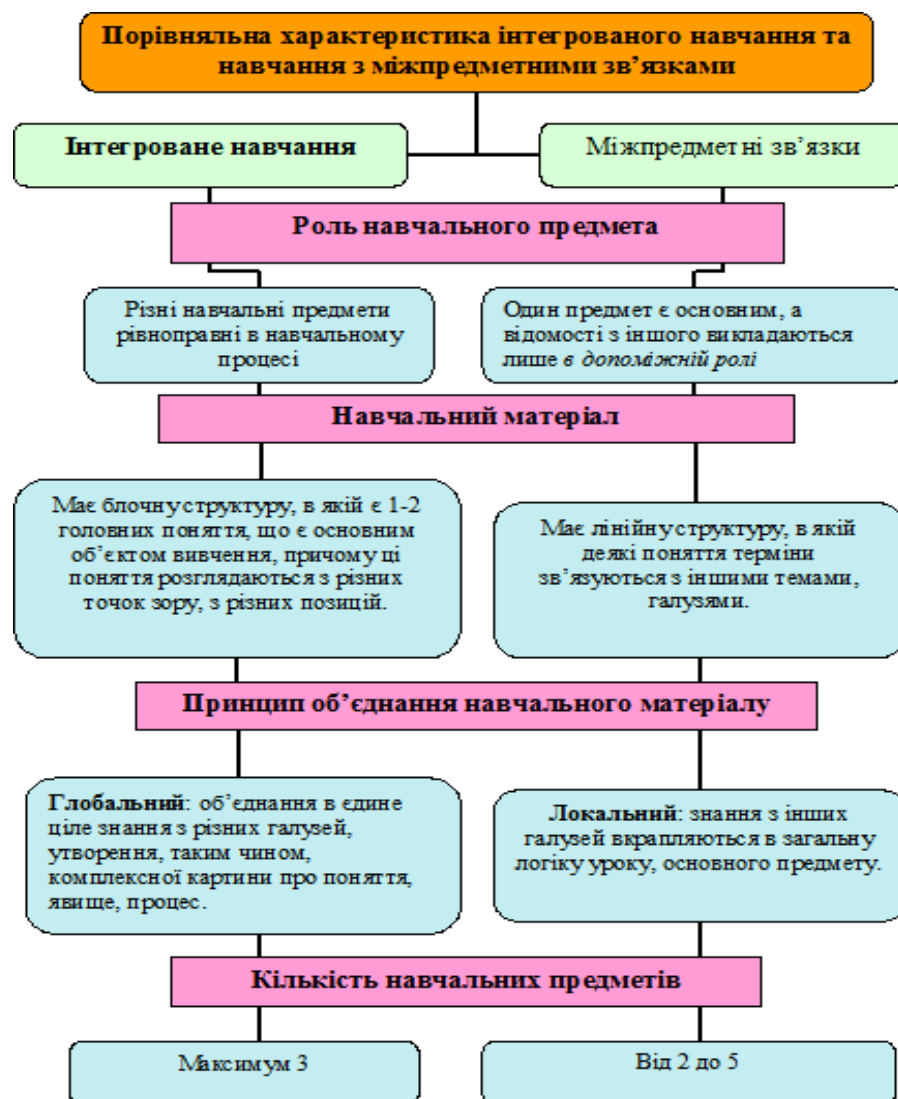 Порівняльна характеристика інтегрованого навчання та
навчання з міжпредметними зв’язками
Інтегроване навчання
Міжпредметні зв’язки
Роль навчального предмета
Різні навчальні предмети
рівноправні в навчальному
процесі
Один предмет є основним, а
відомості з іншого викладаються
лише в допоміжній ролі
Навчальний матеріал
Має блочну структуру, в якій є 1-2
головних поняття, що є основним
об’єктом вивчення, причому ці
поняття розглядаються з різних
точок зору, з різних позицій.
Має лінійну структуру, в якій
деякі поняття терміни
зв’язуються з іншими темами,
галузями.
Принцип об’єднання навчального матеріалу
Глобальний: об’єднання в єдине
ціле знання з різних галузей,
утворення, таким чином,
комплексної картини про поняття,
явище, процес.
Локальний: знання з інших
галузей вкрапляються в загальну
логіку уроку, основного предмету.
Кількість навчальних предметів
Максимум 3
Від 2 до 5